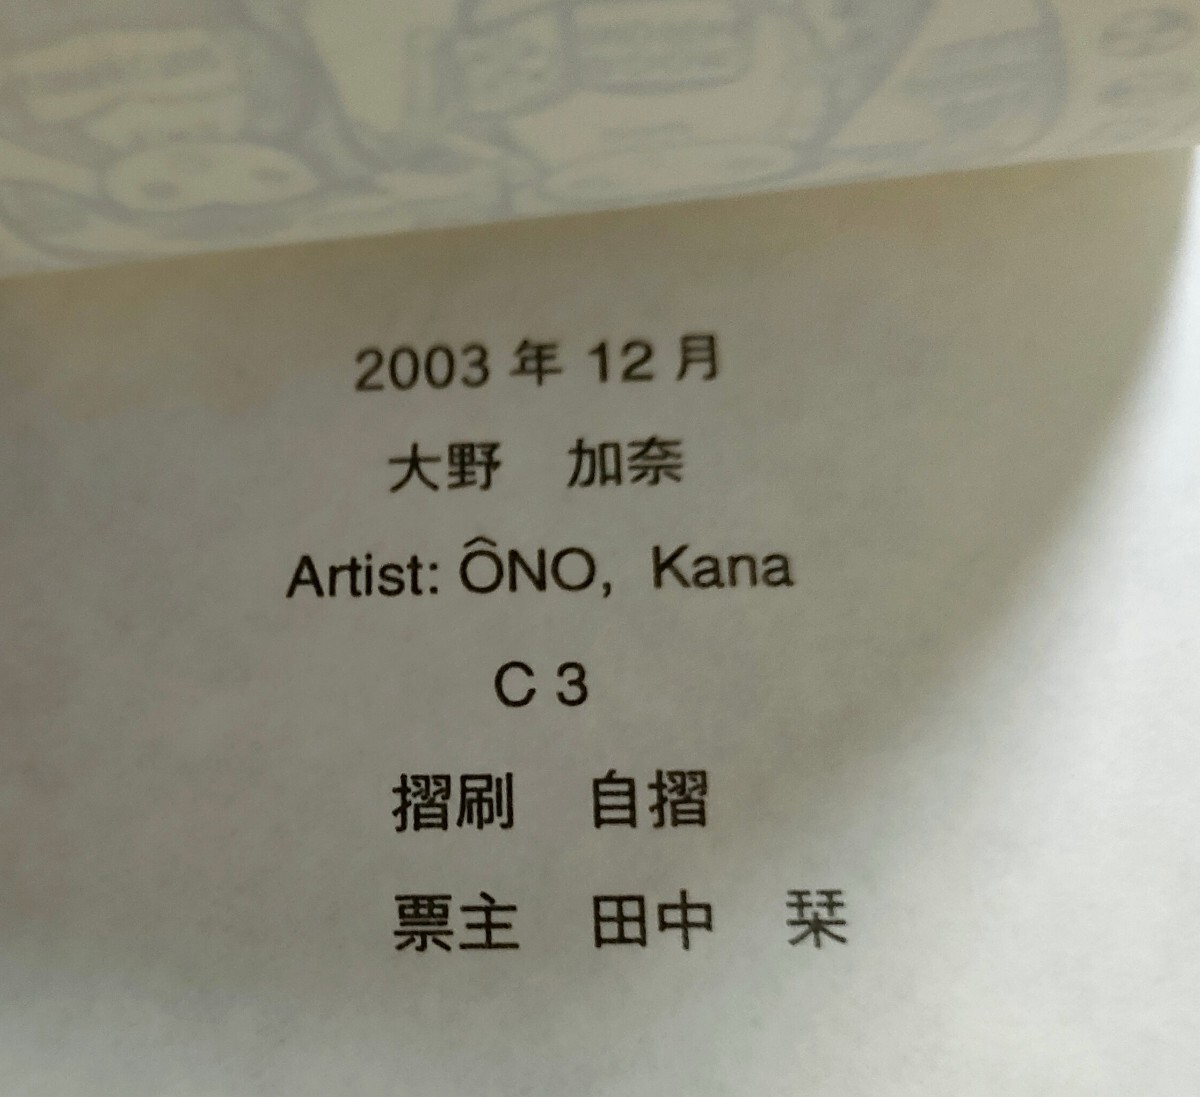 2003 年 12 月
大野　加奈
Artist: ÔNO, Kana
C 3
摺刷　自摺
票主　田中　栞